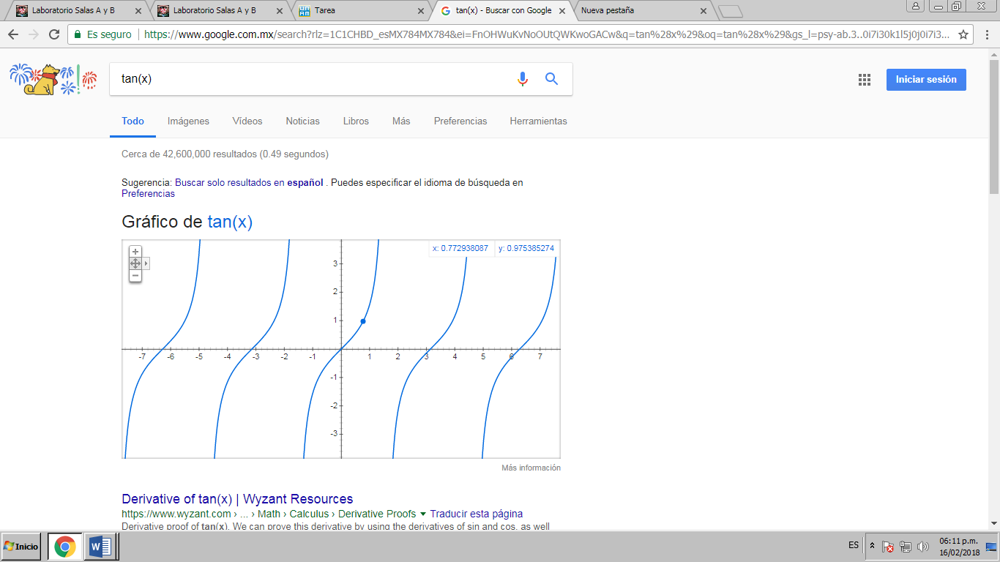 Laboratorio Salas A y B
Laboratorio Salas A y B
Tarea
tan(x) - Buscar con Google
Nueva pestaña
Es seguro
https://www.google.com.mx/search?rlz=1C1CHBD_esMX784MX784&ei=FnOHWuKvNoOUtQWKwoGACw&q=tan%28x%29&oq=tan%28x%29&gs_l=psy-ab.3..0i7i30k1l5j0j0i7i3...
tan(x)
Iniciar sesión
Todo Imágenes Vídeos Noticias Libros Más Preferencias Herramientas
Cerca de 42,600,000 resultados (0.49 segundos)
Sugerencia: Buscar solo resultados en español . Puedes especificar el idioma de búsqueda en
Preferencias
Gráfico de tan(x)
x: 0.772938087 y: 0.975385274
3
2
1
-7 -6 -5 -4 -3 -2 -1 1 2 3 4 5 6 7
-1
-2
-3
Más información
Derivative of tan(x) | Wyzant Resources
https://www.wyzant.com › ... › Math › Calculus › Derivative Proofs ▾ Traducir esta página
Derivative proof of tan(x). We can prove this derivative by using the derivatives of sin and cos, as well
Inicio
ES
06:11 p.m.
16/02/2018